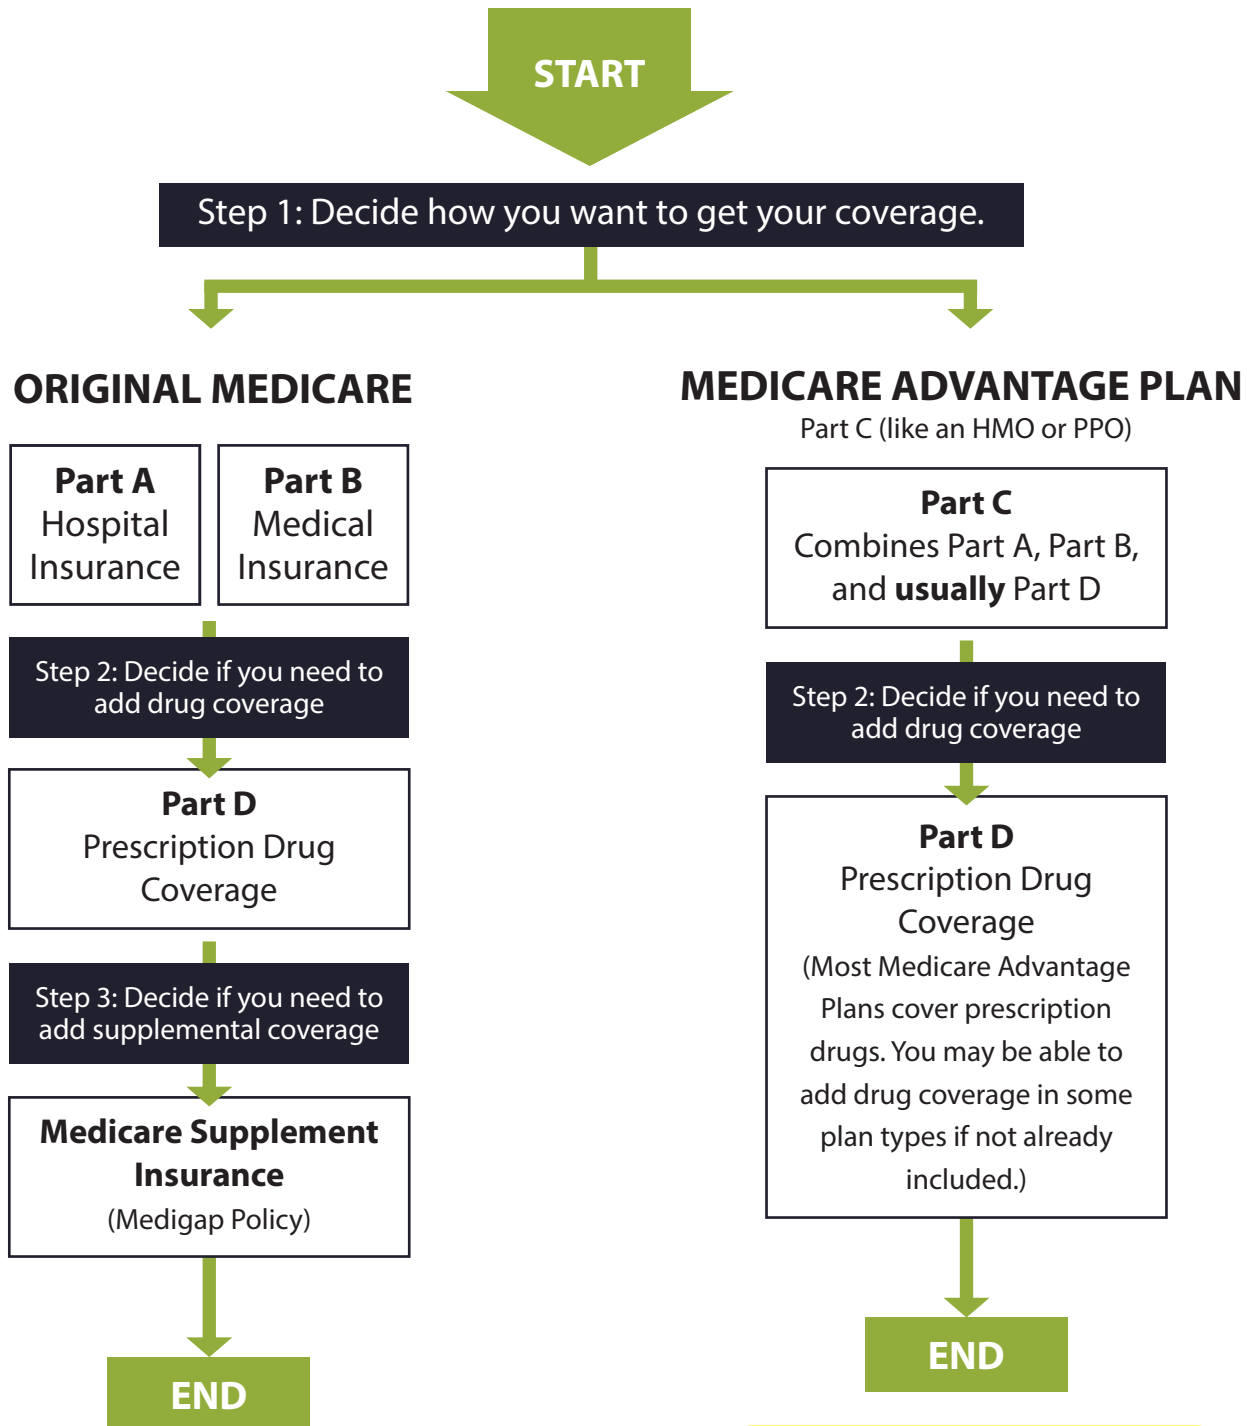 START
Step 1: Decide how you want to get your coverage.
ORIGINAL MEDICARE
Part A
Hospital
Insurance
Part B
Medical
Insurance
Step 2: Decide if you need to
add drug coverage
Part D
Prescription Drug
Coverage
Step 3: Decide if you need to
add supplemental coverage
Medicare Supplement
Insurance
(Medigap Policy)
END
MEDICARE ADVANTAGE PLAN
Part C (like an HMO or PPO)
Part C
Combines Part A, Part B,
and usually Part D
Step 2: Decide if you need to
add drug coverage
Part D
Prescription Drug
Coverage
(Most Medicare Advantage
Plans cover prescription
drugs. You may be able to
add drug coverage in some
plan types if not already
included.)
END